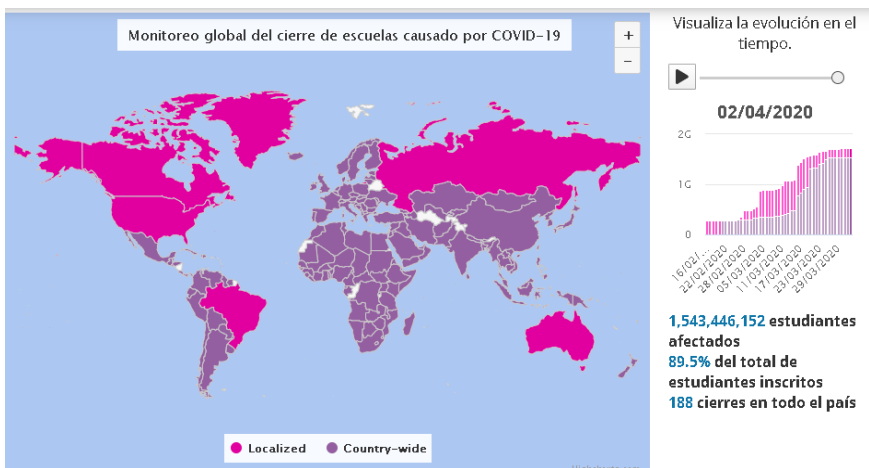 Monitoreo global del cierre de escuelas causado por COVID-19
+
−
Localized
Country-wide
Visualiza la evolución en el
tiempo.
02/04/2020
2G
1G
0
16/02/...
22/02/2020
28/02/2020
05/03/2020
11/03/2020
17/03/2020
23/03/2020
29/03/2020
1,543,446,152 estudiantes
afectados
89.5% del total de
estudiantes inscritos
188 cierres en todo el país